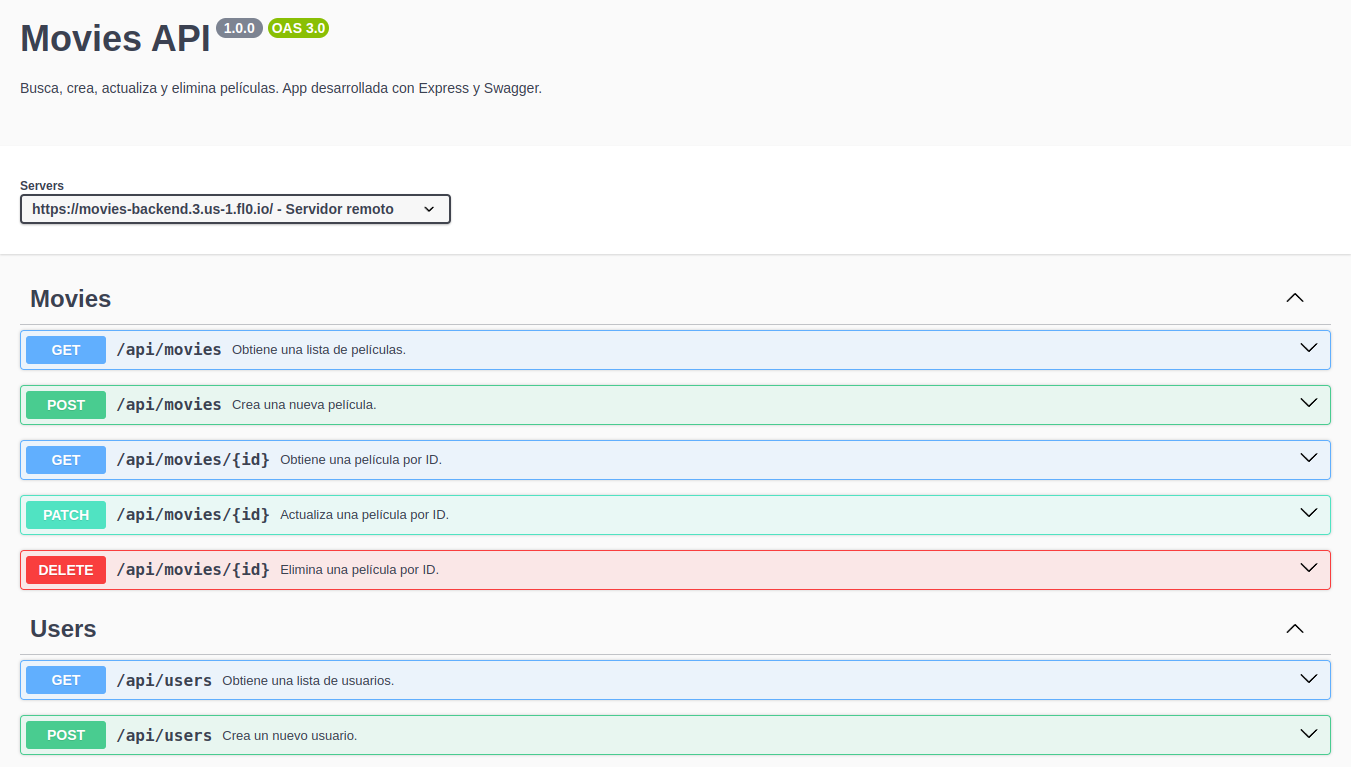 Movies API 1.0.0 OAS 3.0
Busca, crea, actualiza y elimina películas. App desarrollada con Express y Swagger.
Servers
https://movies-backend.3.us-1.fl0.io/ - Servidor remoto
Movies
GET /api/movies Obtiene una lista de películas.
POST /api/movies Crea una nueva película.
GET /api/movies/{id} Obtiene una película por ID.
PATCH /api/movies/{id} Actualiza una película por ID.
DELETE /api/movies/{id} Elimina una película por ID.
Users
GET /api/users Obtiene una lista de usuarios.
POST /api/users Crea un nuevo usuario.